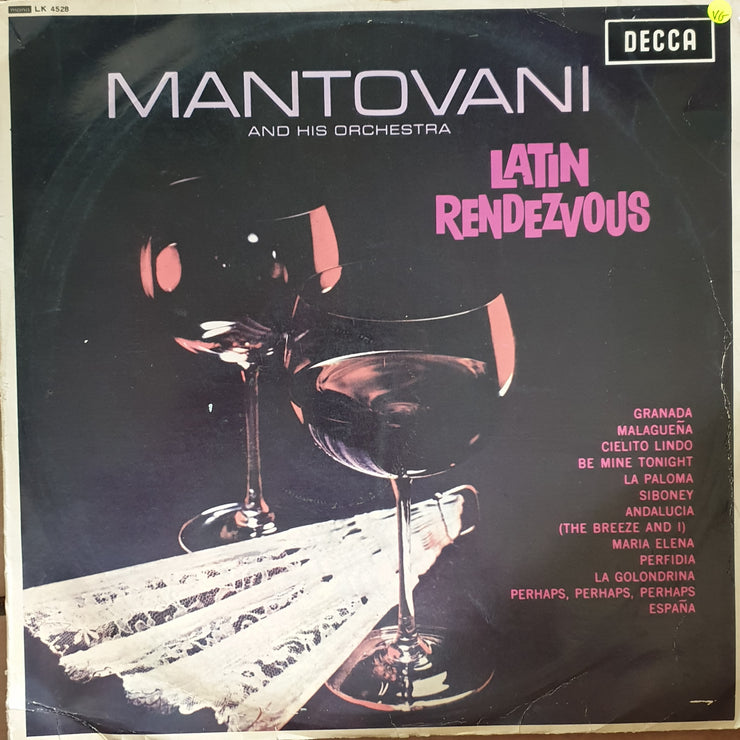 mono LK 4528
VG
DECCA
MANTOVANI
AND HIS ORCHESTRA
LATIN
RENDEZVOUS
GRANADA
MALAGUEÑA
CIELITO LINDO
BE MINE TONIGHT
LA PALOMA
SIBONEY
ANDALUCIA
(THE BREEZE AND I)
MARIA ELENA
PERFIDIA
LA GOLONDRINA
PERHAPS, PERHAPS, PERHAPS
ESPAÑA